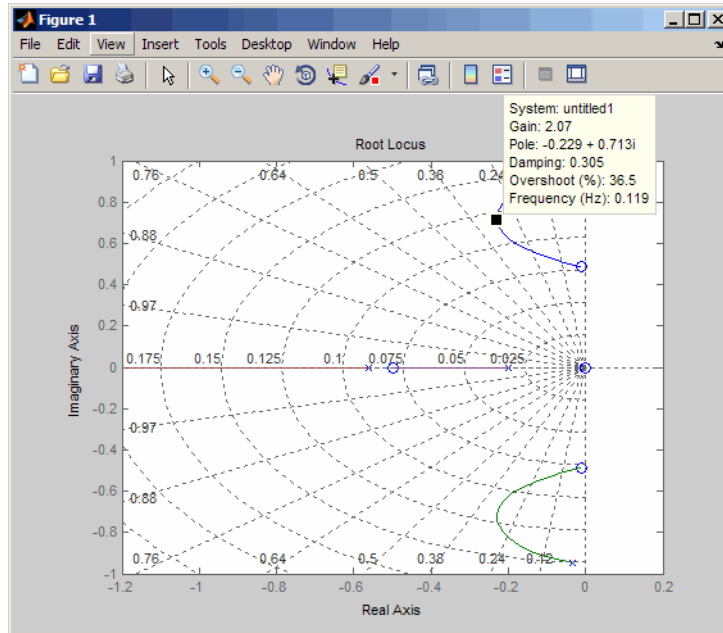 Figure 1
File Edit View Insert Tools Desktop Window Help
System: untitled1
Gain: 2.07
Pole: -0.229 + 0.713i
Damping: 0.305
Overshoot (%): 36.5
Frequency (Hz): 0.119
Root Locus
1
0.8
0.6
0.4
0.2
0
-0.2
-0.4
-0.6
-0.8
-1
Imaginary Axis
0.76 0.64 0.5 0.38 0.24
0.88
0.97
0.175 0.15 0.125 0.1 0.075 0.05 0.025
0.97
0.88
0.76 0.64 0.5 0.38 0.24 0.12
-1.2 -1 -0.8 -0.6 -0.4 -0.2 0 0.2
Real Axis